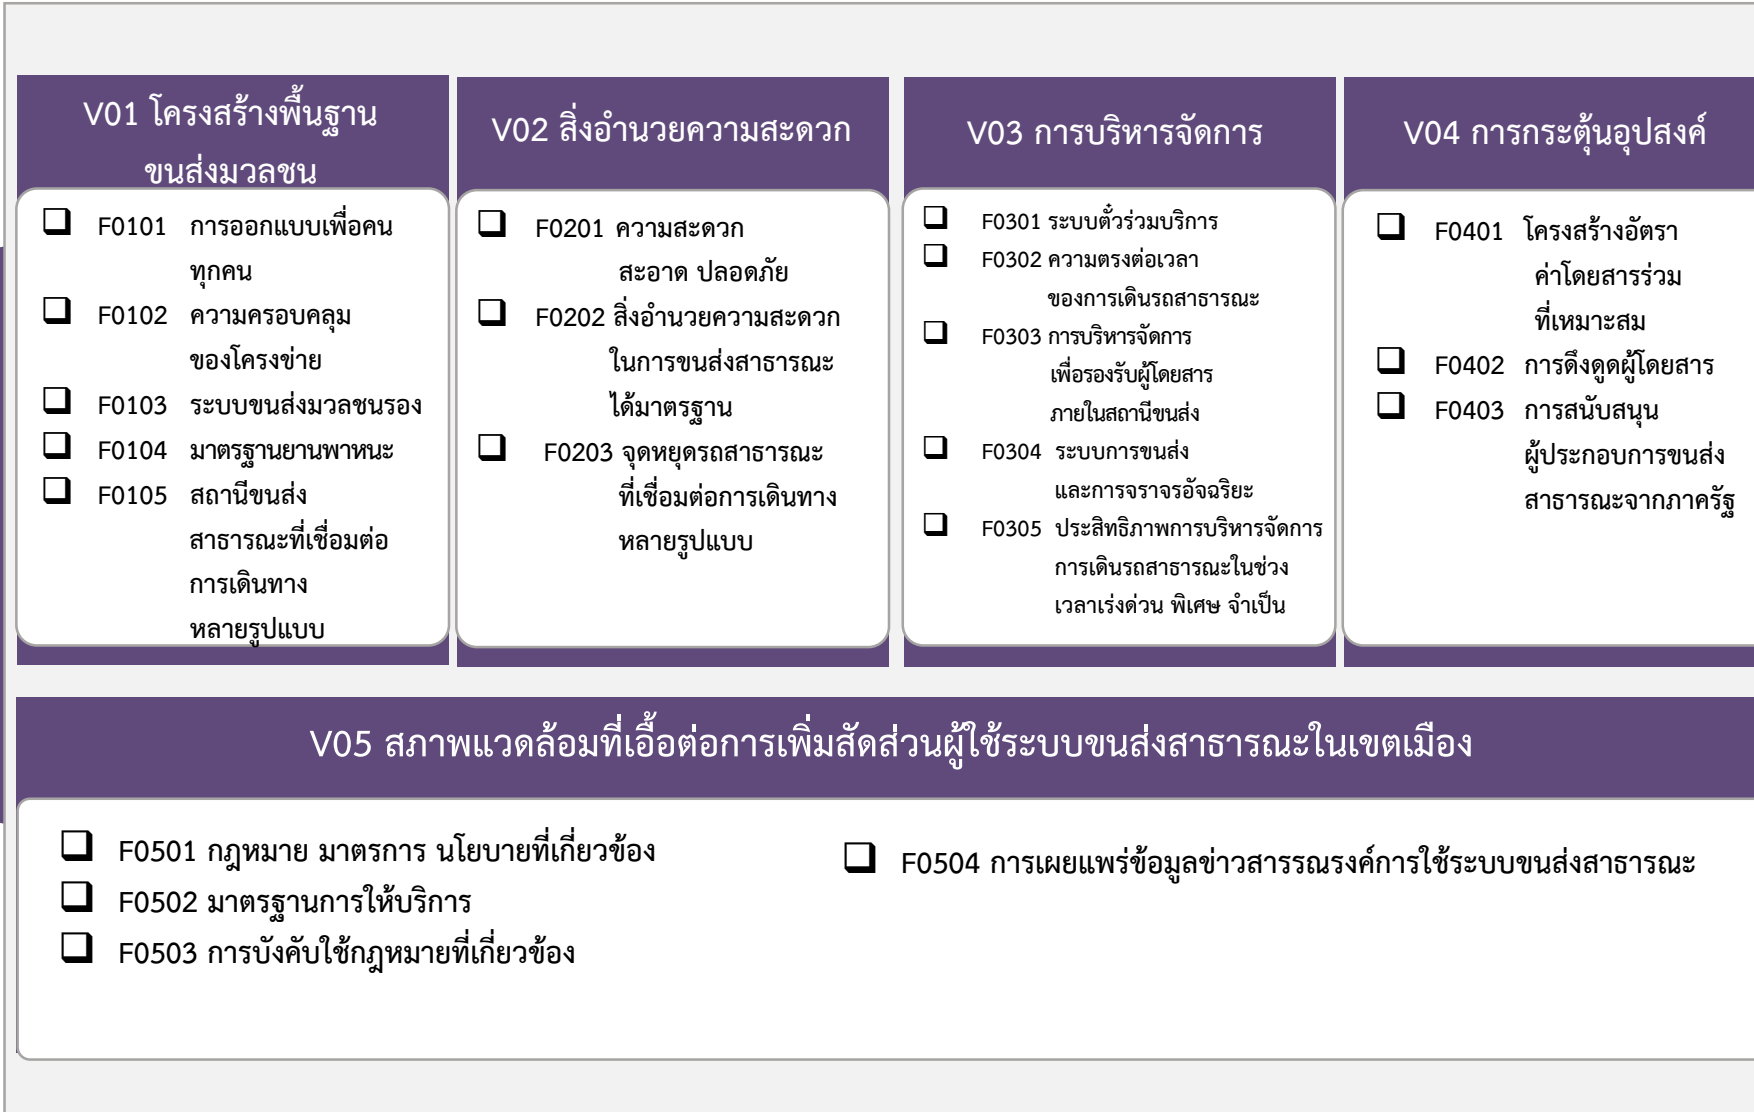 V01 โครงสร้างพื้นฐาน
ขนส่งมวลชน
F0101 การออกแบบเพื่อคน
ทุกคน
F0102 ความครอบคลุม
ของโครงข่าย
F0103 ระบบขนส่งมวลชนรอง
F0104 มาตรฐานยานพาหนะ
F0105 สถานีขนส่ง
สาธารณะที่เชื่อมต่อ
การเดินทาง
หลายรูปแบบ
V02 สิ่งอำนวยความสะดวก
F0201 ความสะดวก
สะอาด ปลอดภัย
F0202 สิ่งอำนวยความสะดวก
ในการขนส่งสาธารณะ
ได้มาตรฐาน
F0203 จุดหยุดรถสาธารณะ
ที่เชื่อมต่อการเดินทาง
หลายรูปแบบ
V03 การบริหารจัดการ
F0301 ระบบตั๋วร่วมบริการ
F0302 ความตรงต่อเวลา
ของการเดินรถสาธารณะ
F0303 การบริหารจัดการ
เพื่อรองรับผู้โดยสาร
ภายในสถานีขนส่ง
F0304 ระบบการขนส่ง
และการจราจรอัจฉริยะ
F0305 ประสิทธิภาพการบริหารจัดการ
การเดินรถสาธารณะในช่วง
เวลาเร่งด่วน พิเศษ จำเป็น
V04 การกระตุ้นอุปสงค์
F0401 โครงสร้างอัตรา
ค่าโดยสารร่วม
ที่เหมาะสม
F0402 การดึงดูดผู้โดยสาร
F0403 การสนับสนุน
ผู้ประกอบการขนส่ง
สาธารณะจากภาครัฐ
V05 สภาพแวดล้อมที่เอื้อต่อการเพิ่มสัดส่วนผู้ใช้ระบบขนส่งสาธารณะในเขตเมือง
F0501 กฎหมาย มาตรการ นโยบายที่เกี่ยวข้อง
F0502 มาตรฐานการให้บริการ
F0503 การบังคับใช้กฎหมายที่เกี่ยวข้อง
F0504 การเผยแพร่ข้อมูลข่าวสารรณรงค์การใช้ระบบขนส่งสาธารณะ